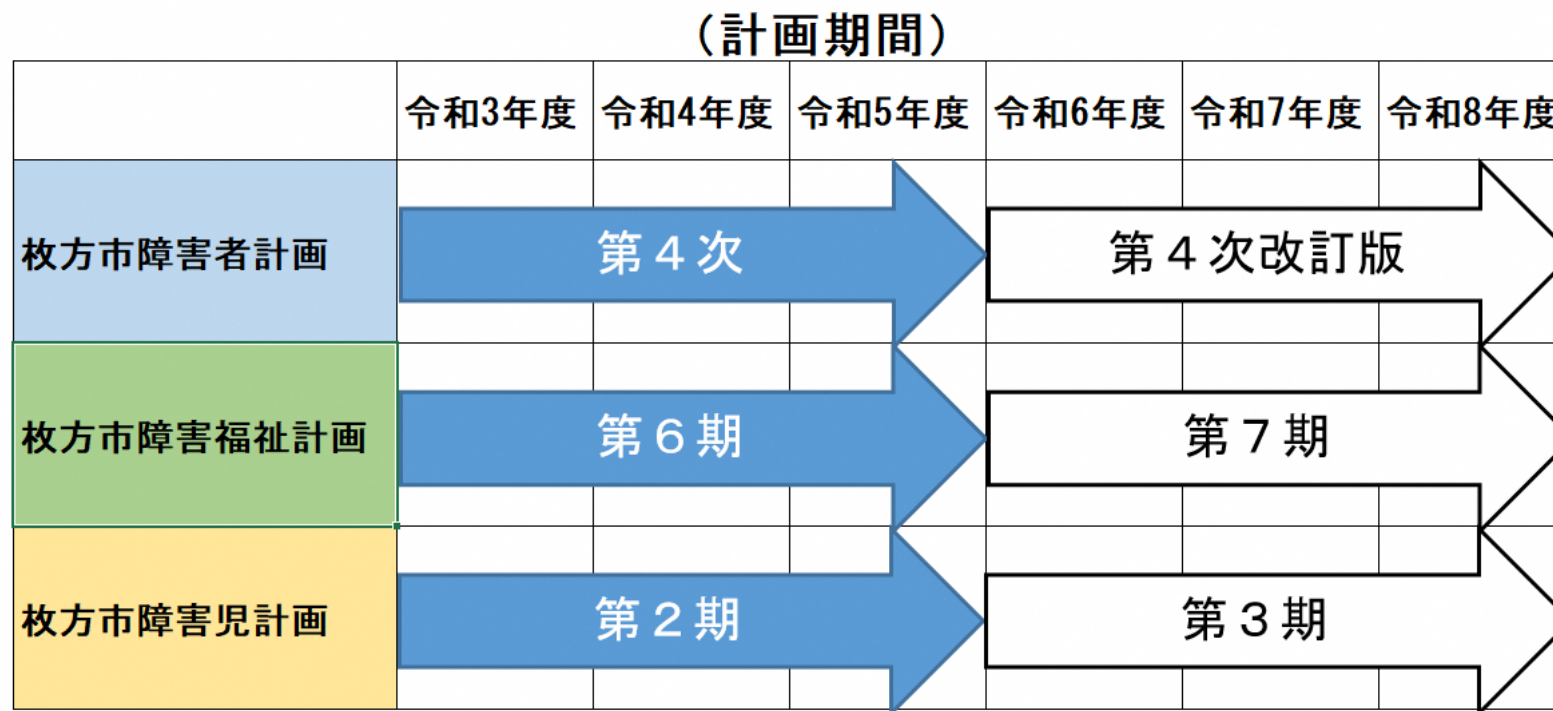 （計画期間）
令和3年度 令和4年度 令和5年度 令和6年度 令和7年度 令和8年度
枚方市障害者計画 第４次 第４次改訂版
枚方市障害福祉計画 第６期 第７期
枚方市障害児計画 第２期 第３期